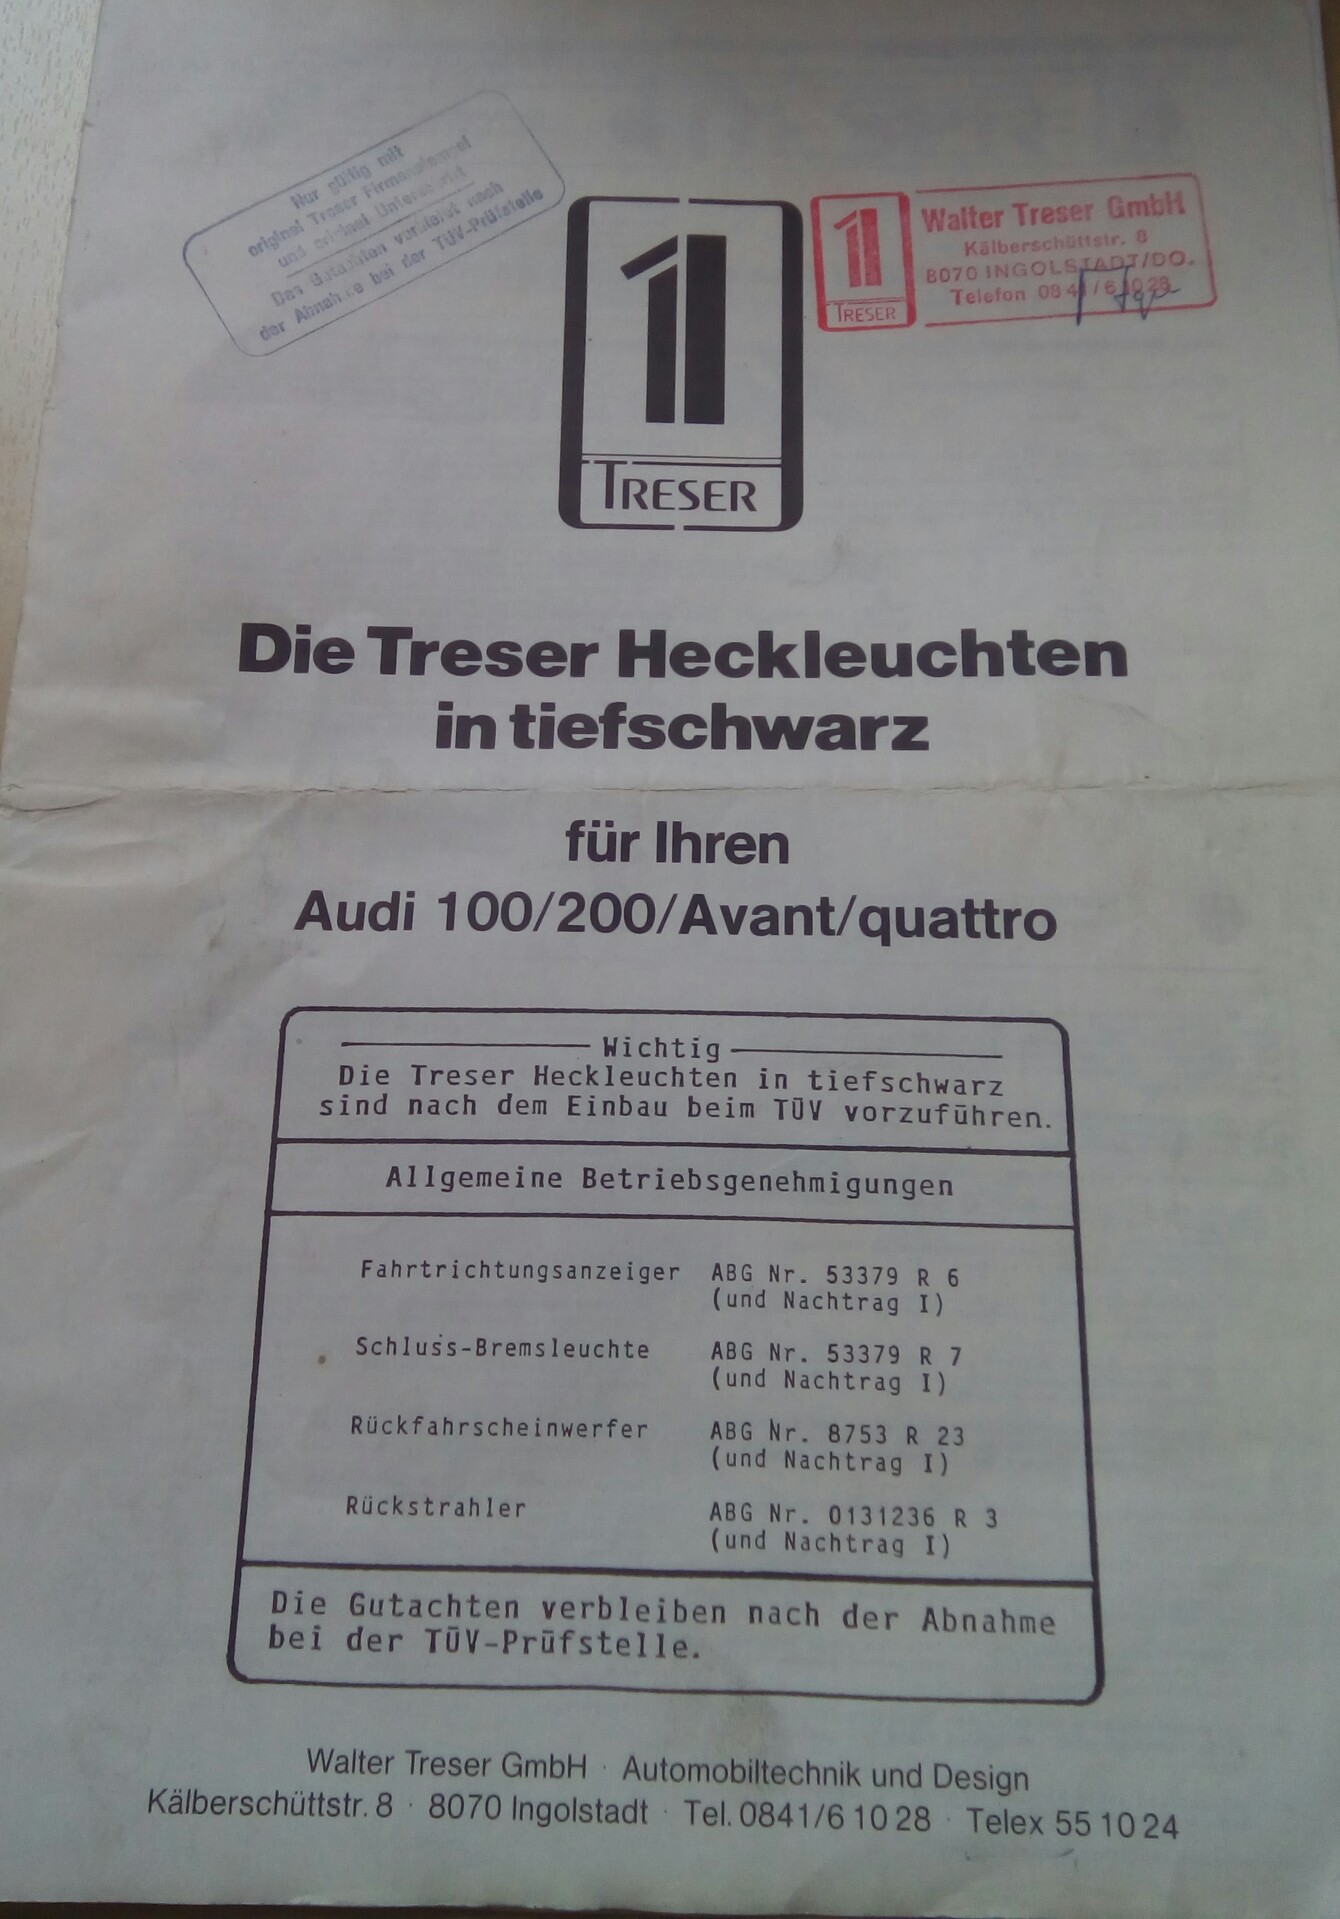 Nur gültig mit
original Treser Firmenstempel
und original Unterschrift
Das Gutachten verbleibt nach
der Abnahme bei der TÜV-Prüfstelle
TRESER
TRESER
Walter Treser GmbH
Kälberschüttstr. 8
8070 INGOLSTADT/DO.
Telefon 0841/61028
Die Treser Heckleuchten
in tiefschwarz
für Ihren
Audi 100/200/Avant/quattro
Wichtig
Die Treser Heckleuchten in tiefschwarz
sind nach dem Einbau beim TÜV vorzuführen.
Allgemeine Betriebsgenehmigungen
Fahrtrichtungsanzeiger ABG Nr. 53379 R 6
(und Nachtrag I)
Schluss-Bremsleuchte ABG Nr. 53379 R 7
(und Nachtrag I)
Rückfahrscheinwerfer ABG Nr. 8753 R 23
(und Nachtrag I)
Rückstrahler ABG Nr. 0131236 R 3
(und Nachtrag I)
Die Gutachten verbleiben nach der Abnahme
bei der TÜV-Prüfstelle.
Walter Treser GmbH · Automobiltechnik und Design
Kälberschüttstr. 8 · 8070 Ingolstadt · Tel. 0841/6 10 28 · Telex 55 10 24